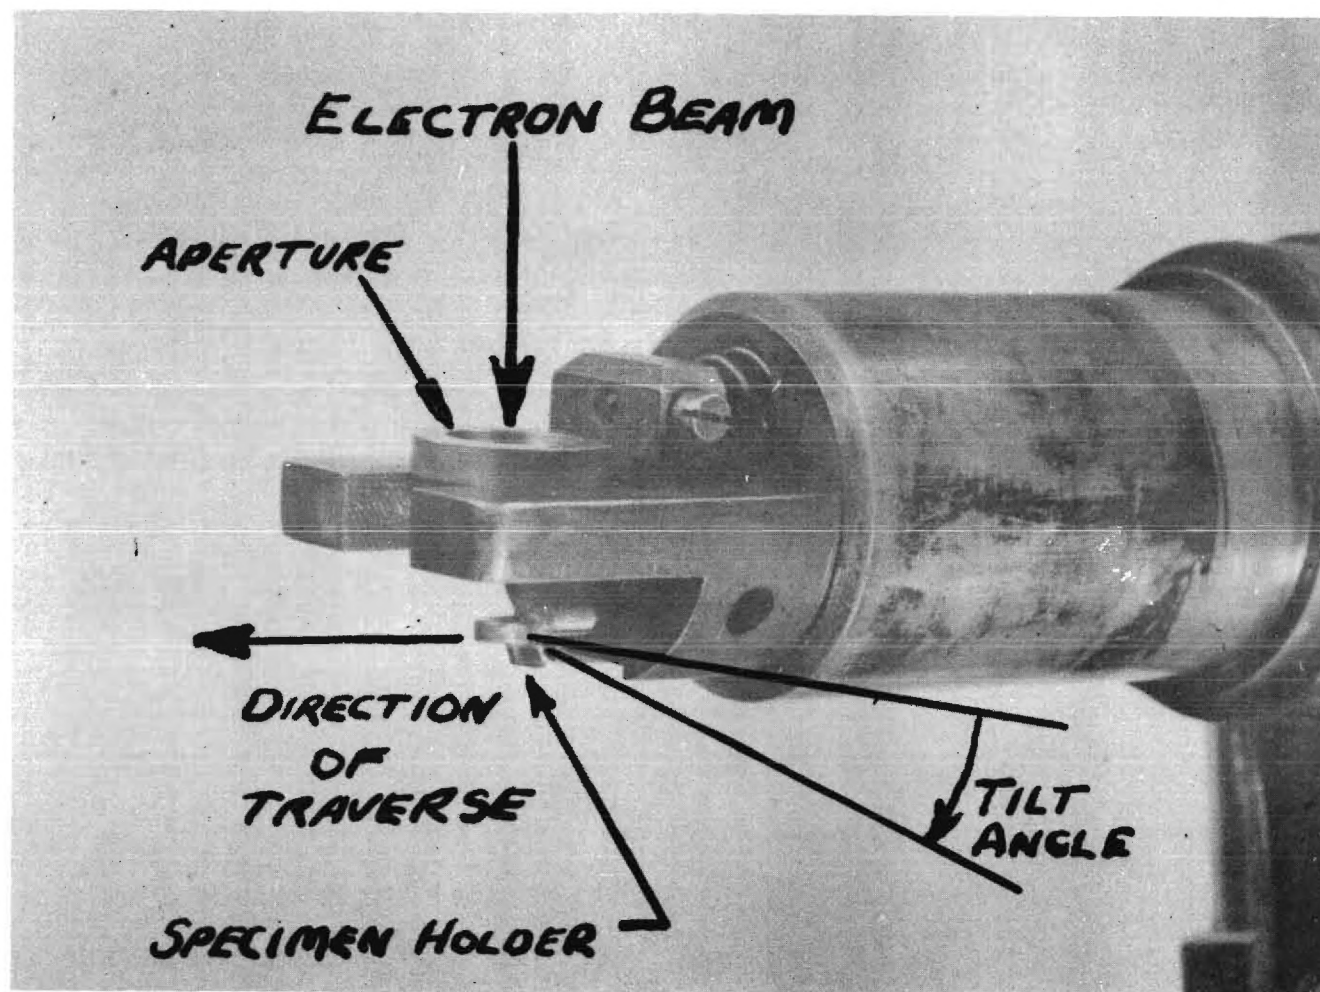 ELECTRON BEAM
APERTURE
DIRECTION
OF
TRAVERSE
TILT
ANGLE
SPECIMEN HOLDER